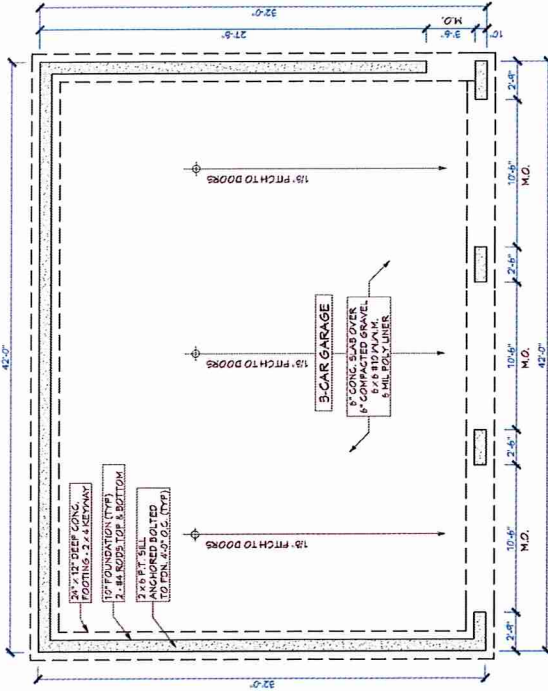 42'-0"
32'-0"
27'-8"
3'-6"
M.O.
10"
24" x 12" DEEP CONC.
FOOTING - 2 x 4 KEYWAY
10" FOUNDATION (TYP)
2 - #4 RODS TOP & BOTTOM
2 x 6 P.T. SILL
ANCHORED BOLTED
TO FDN. 4'-0" O.C. (TYP)
1/8" PITCH TO DOORS
1/8" PITCH TO DOORS
1/8" PITCH TO DOORS
3-CAR GARAGE
6" CONC. SLAB OVER
6" COMPACTED GRAVEL
6 x 6 #10 W.W.M.
6 MIL POLY LINER
32'-0"
2'-9"
10'-6"
M.O.
2'-6"
10'-6"
M.O.
2'-6"
10'-6"
M.O.
2'-9"
42'-0"